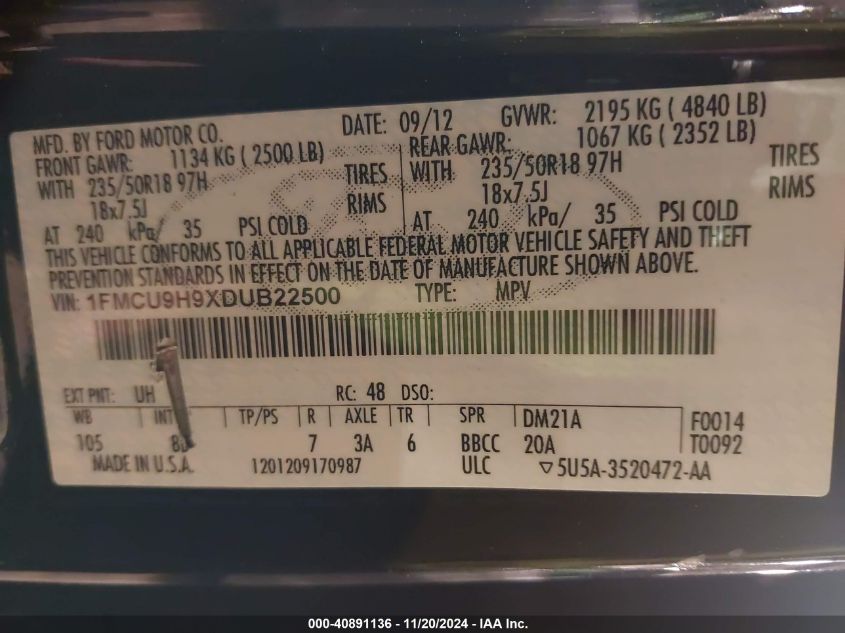 MFD. BY FORD MOTOR CO. DATE: 09/12 GVWR: 2195 KG ( 4840 LB)
FRONT GAWR: 1134 KG ( 2500 LB) REAR GAWR: 1067 KG ( 2352 LB)
WITH 235/50R18 97H TIRES WITH 235/50R18 97H TIRES
18x7.5J RIMS 18x7.5J RIMS
AT 240 kPa/ 35 PSI COLD AT 240 kPa/ 35 PSI COLD
THIS VEHICLE CONFORMS TO ALL APPLICABLE FEDERAL MOTOR VEHICLE SAFETY AND THEFT
PREVENTION STANDARDS IN EFFECT ON THE DATE OF MANUFACTURE SHOWN ABOVE.
VIN: 1FMCU9H9XDUB22500 TYPE: MPV
EXT PNT: UH RC: 48 DSO:
WB INT TP/PS R AXLE TR SPR DM21A F0014
105 7 3A 6 BBCC 20A T0092
MADE IN U.S.A. 1201209170987 ULC ▽5U5A-3520472-AA
000-40891136 - 11/20/2024 - IAA Inc.